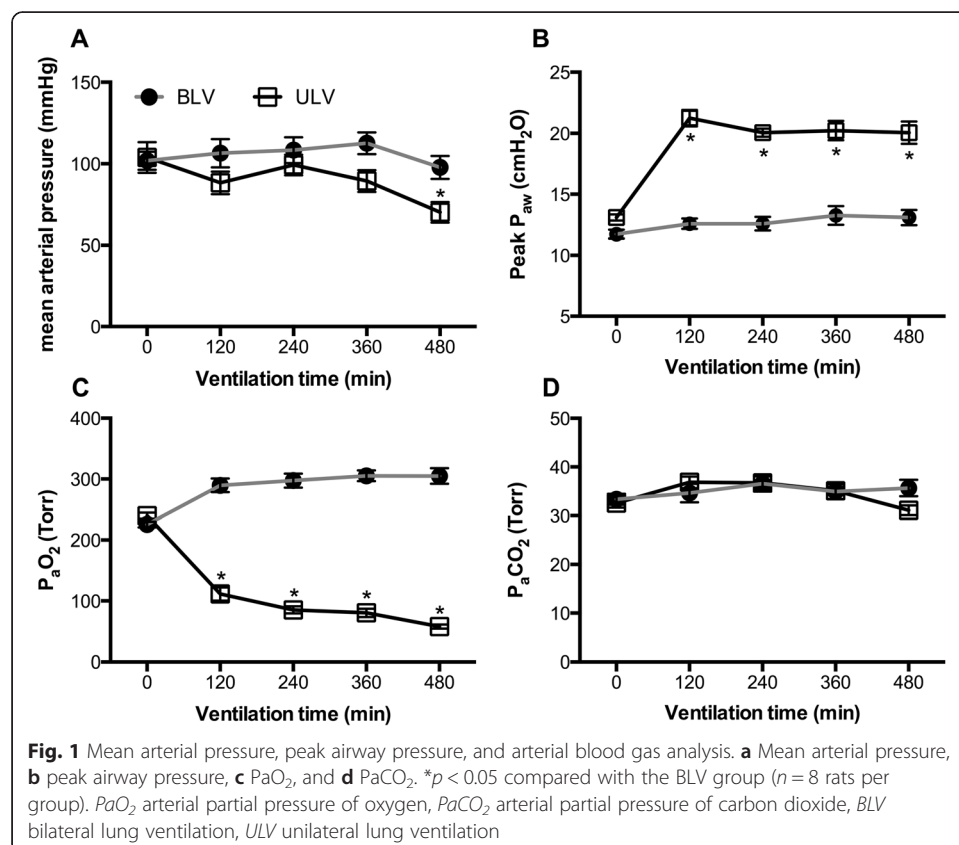 A
mean arterial pressure (mmHg)
150
100
50
0
BLV ULV
*
0 120 240 360 480
Ventilation time (min)
B
Peak Paw (cmH2O)
25
20
15
10
5
* * * *
0 120 240 360 480
Ventilation time (min)
C
PaO2 (Torr)
400
300
200
100
0
* * * *
0 120 240 360 480
Ventilation time (min)
D
PaCO2 (Torr)
50
40
30
20
10
0
0 120 240 360 480
Ventilation time (min)
Fig. 1 Mean arterial pressure, peak airway pressure, and arterial blood gas analysis. a Mean arterial pressure,
b peak airway pressure, c PaO2, and d PaCO2. *p < 0.05 compared with the BLV group (n = 8 rats per
group). PaO2 arterial partial pressure of oxygen, PaCO2 arterial partial pressure of carbon dioxide, BLV
bilateral lung ventilation, ULV unilateral lung ventilation